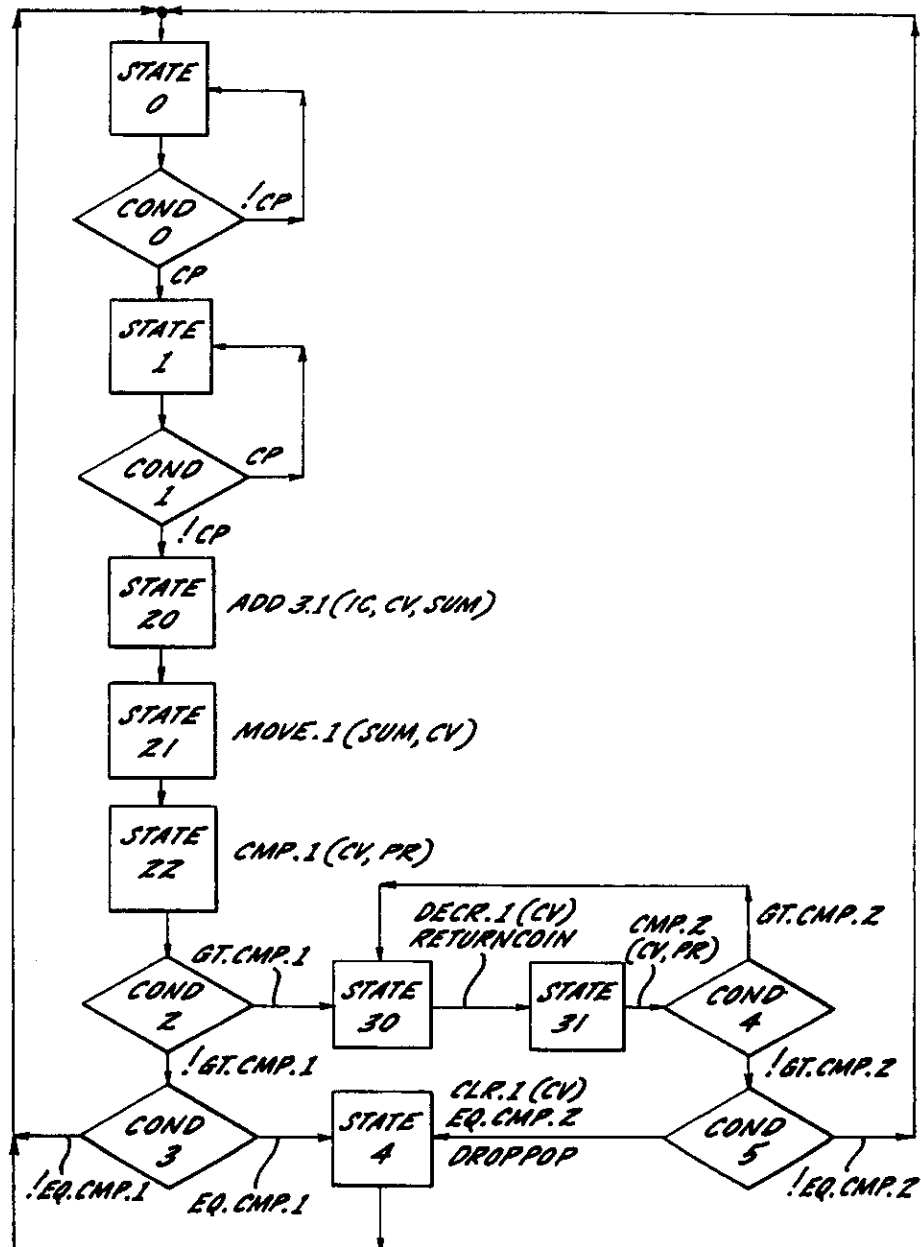 STATE
0
COND
0
!CP
CP
STATE
1
COND
1
CP
!CP
STATE
20
ADD3.1(IC,CV,SUM)
STATE
21
MOVE.1(SUM,CV)
STATE
22
CMP.1(CV,PR)
COND
2
GT.CMP.1
!GT.CMP.1
STATE
30
DECR.1(CV)
RETURNCOIN
STATE
31
CMP.2
(CV,PR)
COND
4
GT.CMP.2
!GT.CMP.2
COND
3
!EQ.CMP.1
EQ.CMP.1
STATE
4
CLR.1(CV)
EQ.CMP.2
DROPPOP
COND
5
!EQ.CMP.2